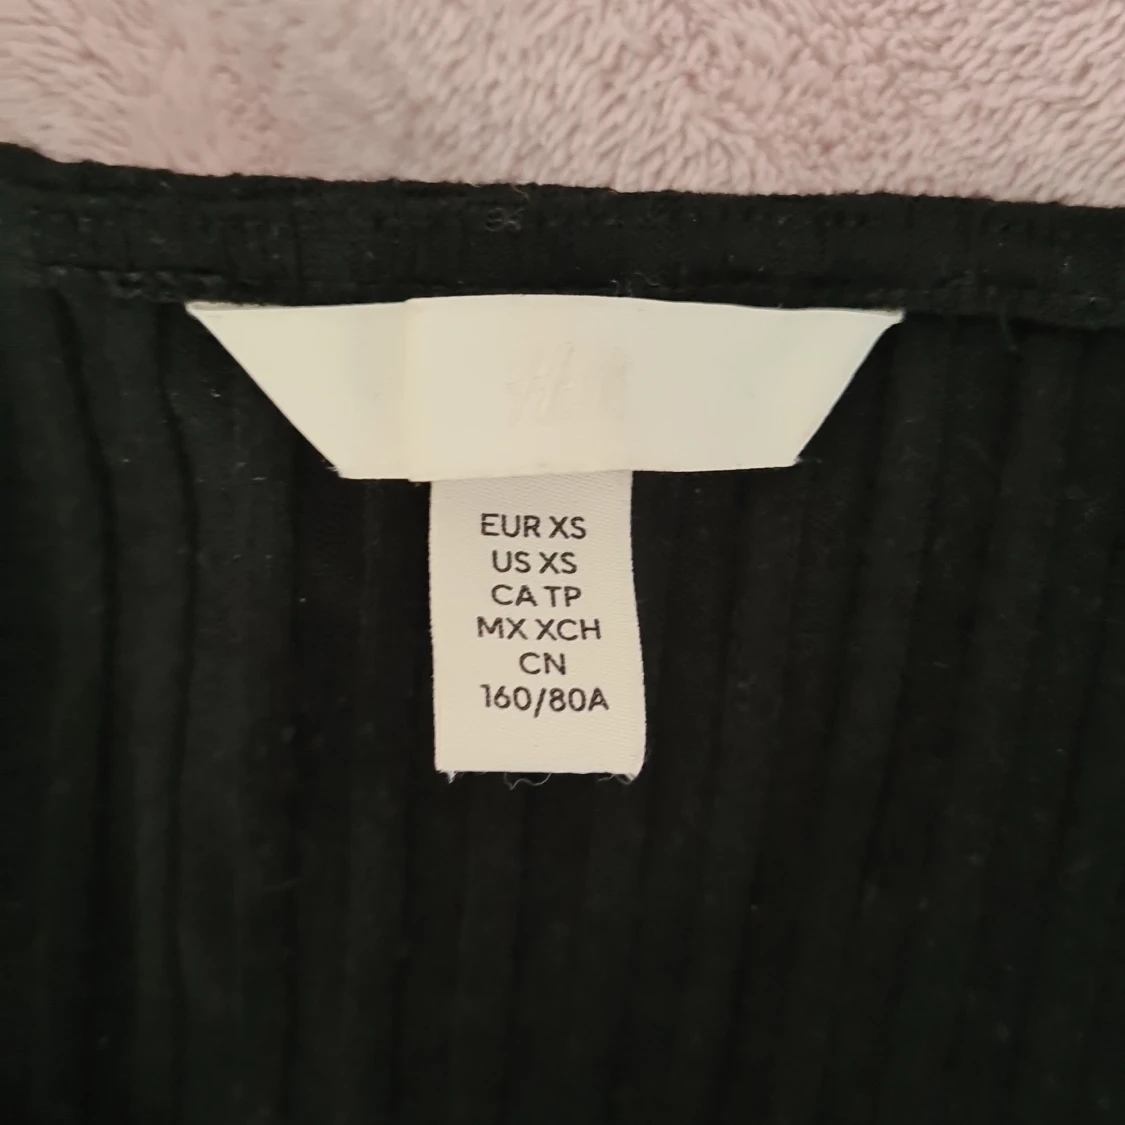 EUR XS
US XS
CA TP
MX XCH
CN
160/80A